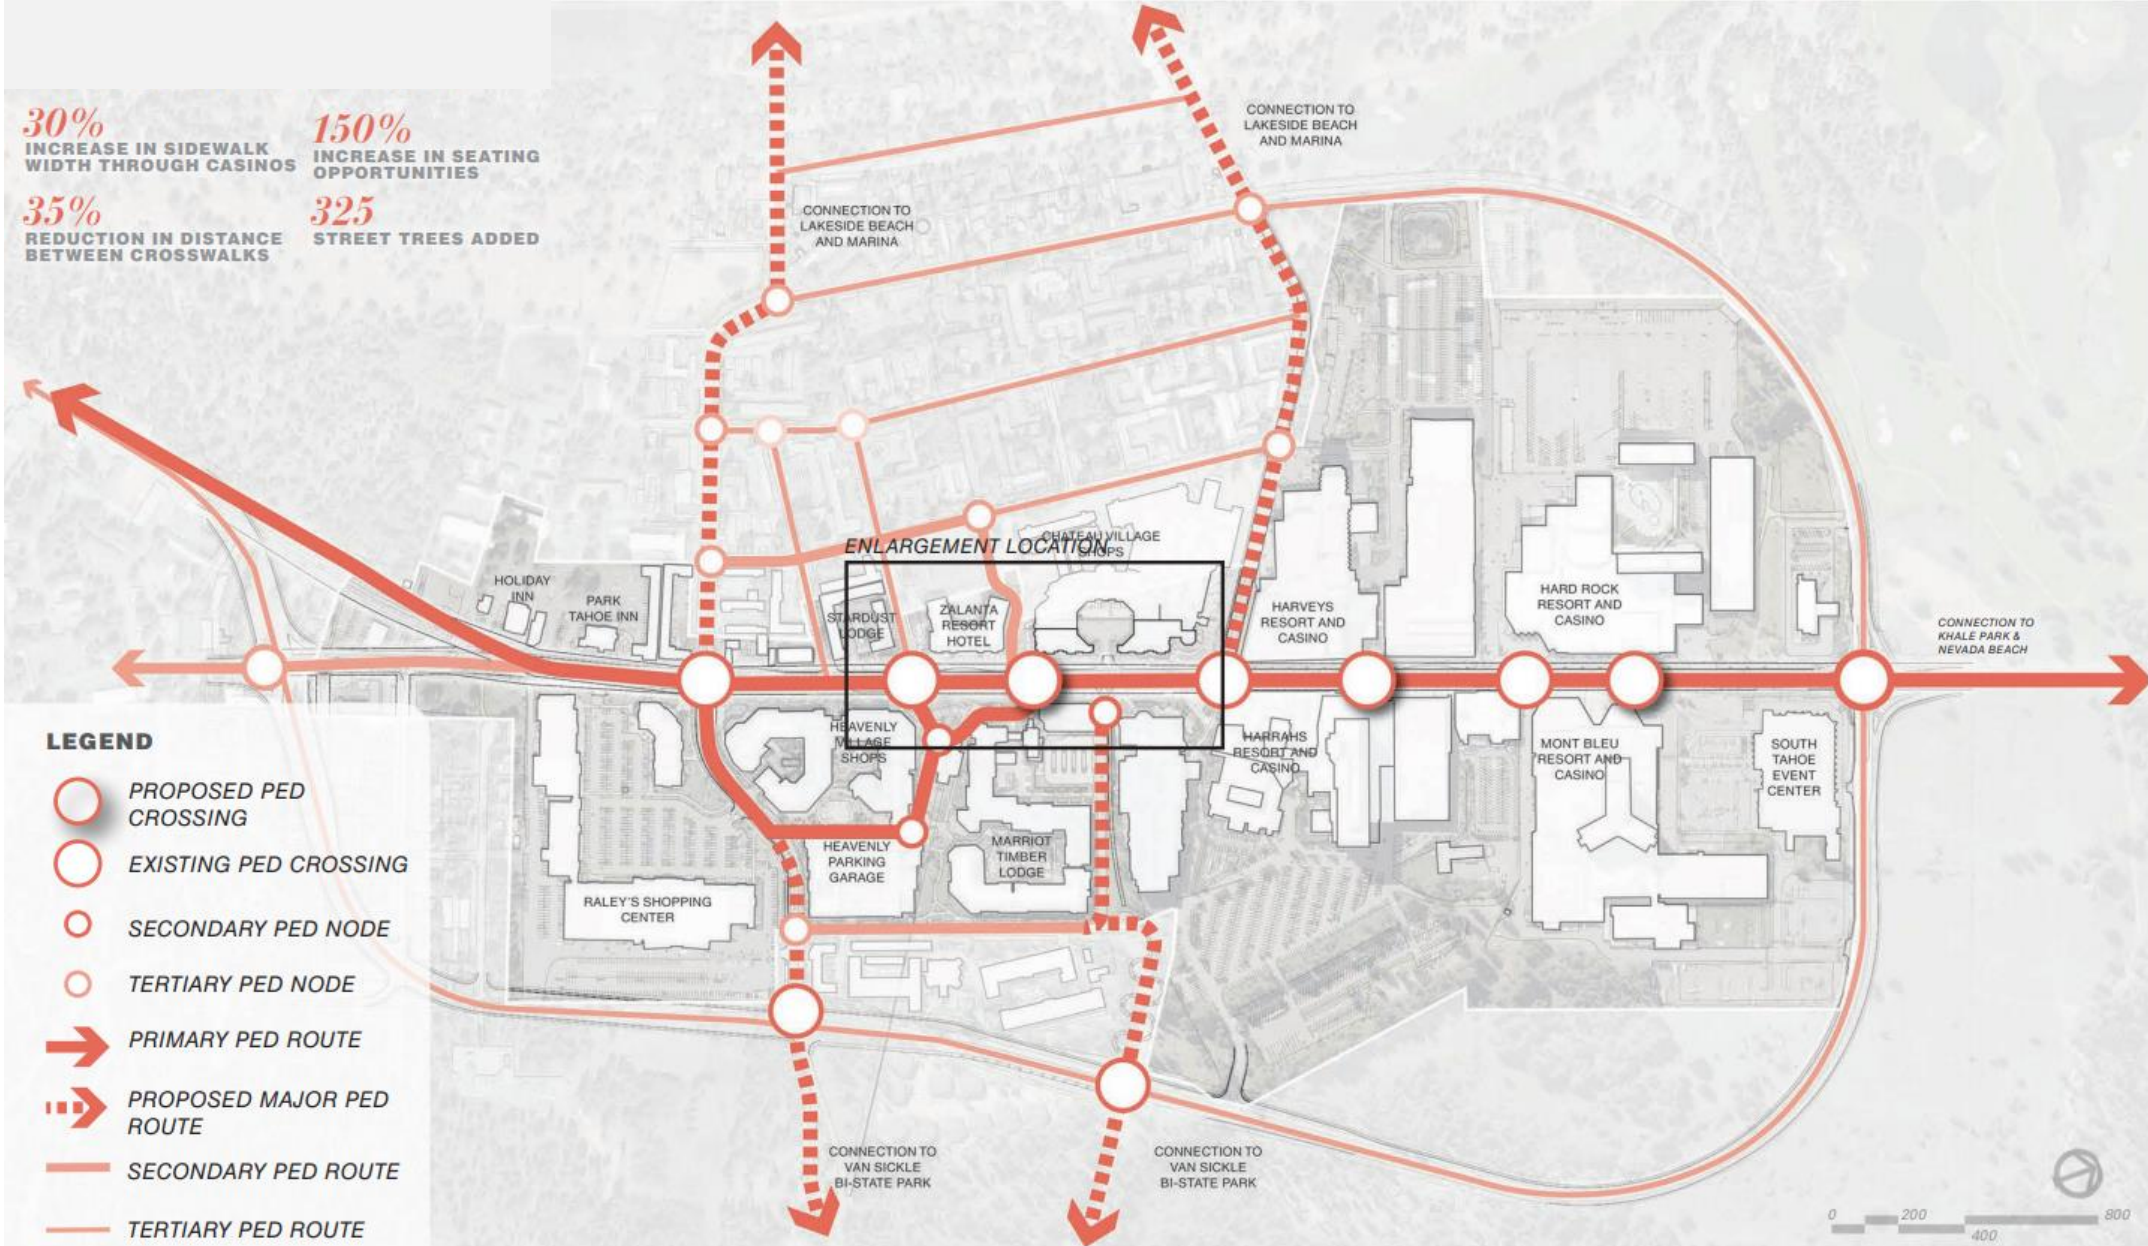 30%
INCREASE IN SIDEWALK
WIDTH THROUGH CASINOS
150%
INCREASE IN SEATING
OPPORTUNITIES
35%
REDUCTION IN DISTANCE
BETWEEN CROSSWALKS
325
STREET TREES ADDED
CONNECTION TO
LAKESIDE BEACH
AND MARINA
CONNECTION TO
LAKESIDE BEACH
AND MARINA
ENLARGEMENT LOCATION
CHATEAU VILLAGE
SHOPS
HOLIDAY
INN
PARK
TAHOE INN
STARDUST
LODGE
ZALANTA
RESORT
HOTEL
HARVEYS
RESORT AND
CASINO
HARD ROCK
RESORT AND
CASINO
CONNECTION TO
KHALE PARK &
NEVADA BEACH
HEAVENLY
VILLAGE
SHOPS
HARRAHS
RESORT AND
CASINO
MONT BLEU
RESORT AND
CASINO
SOUTH
TAHOE
EVENT
CENTER
HEAVENLY
PARKING
GARAGE
MARRIOT
TIMBER
LODGE
RALEY'S SHOPPING
CENTER
CONNECTION TO
VAN SICKLE
BI-STATE PARK
CONNECTION TO
VAN SICKLE
BI-STATE PARK
LEGEND
PROPOSED PED
CROSSING
EXISTING PED CROSSING
SECONDARY PED NODE
TERTIARY PED NODE
PRIMARY PED ROUTE
PROPOSED MAJOR PED
ROUTE
SECONDARY PED ROUTE
TERTIARY PED ROUTE
0 200 800
400